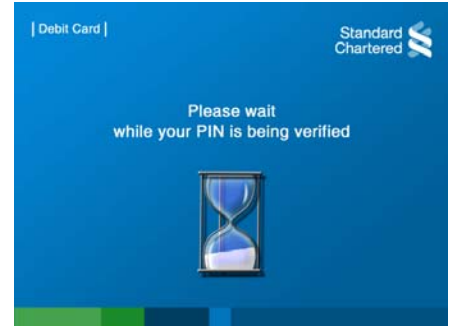 | Debit Card |
Standard
Chartered
Please wait
while your PIN is being verified